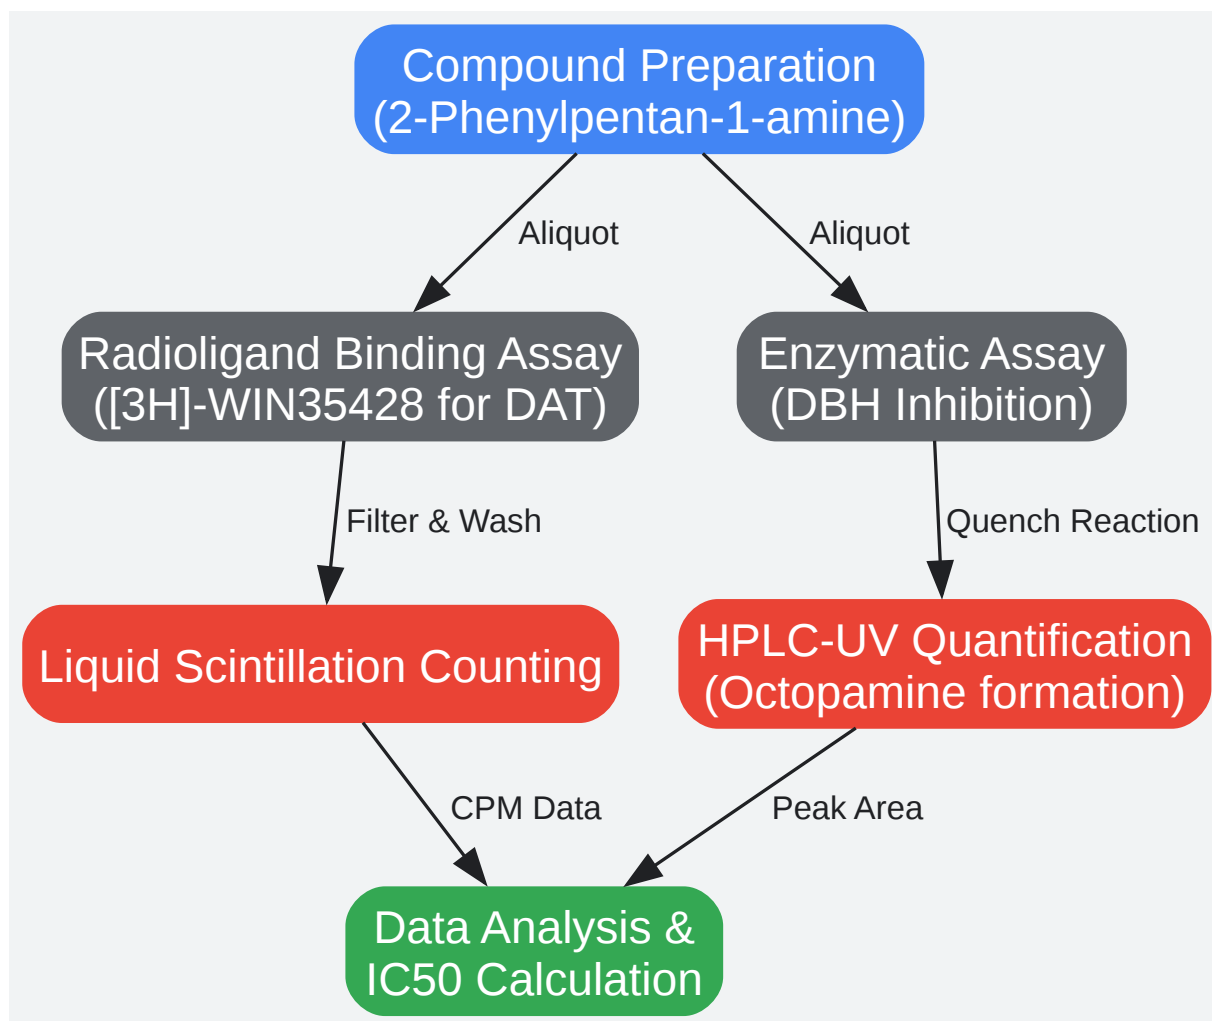 Compound Preparation
(2-Phenylpentan-1-amine)
Aliquot
Aliquot
Radioligand Binding Assay
([3H]-WIN35428 for DAT)
Enzymatic Assay
(DBH Inhibition)
Filter & Wash
Quench Reaction
Liquid Scintillation Counting
HPLC-UV Quantification
(Octopamine formation)
CPM Data
Peak Area
Data Analysis &
IC50 Calculation